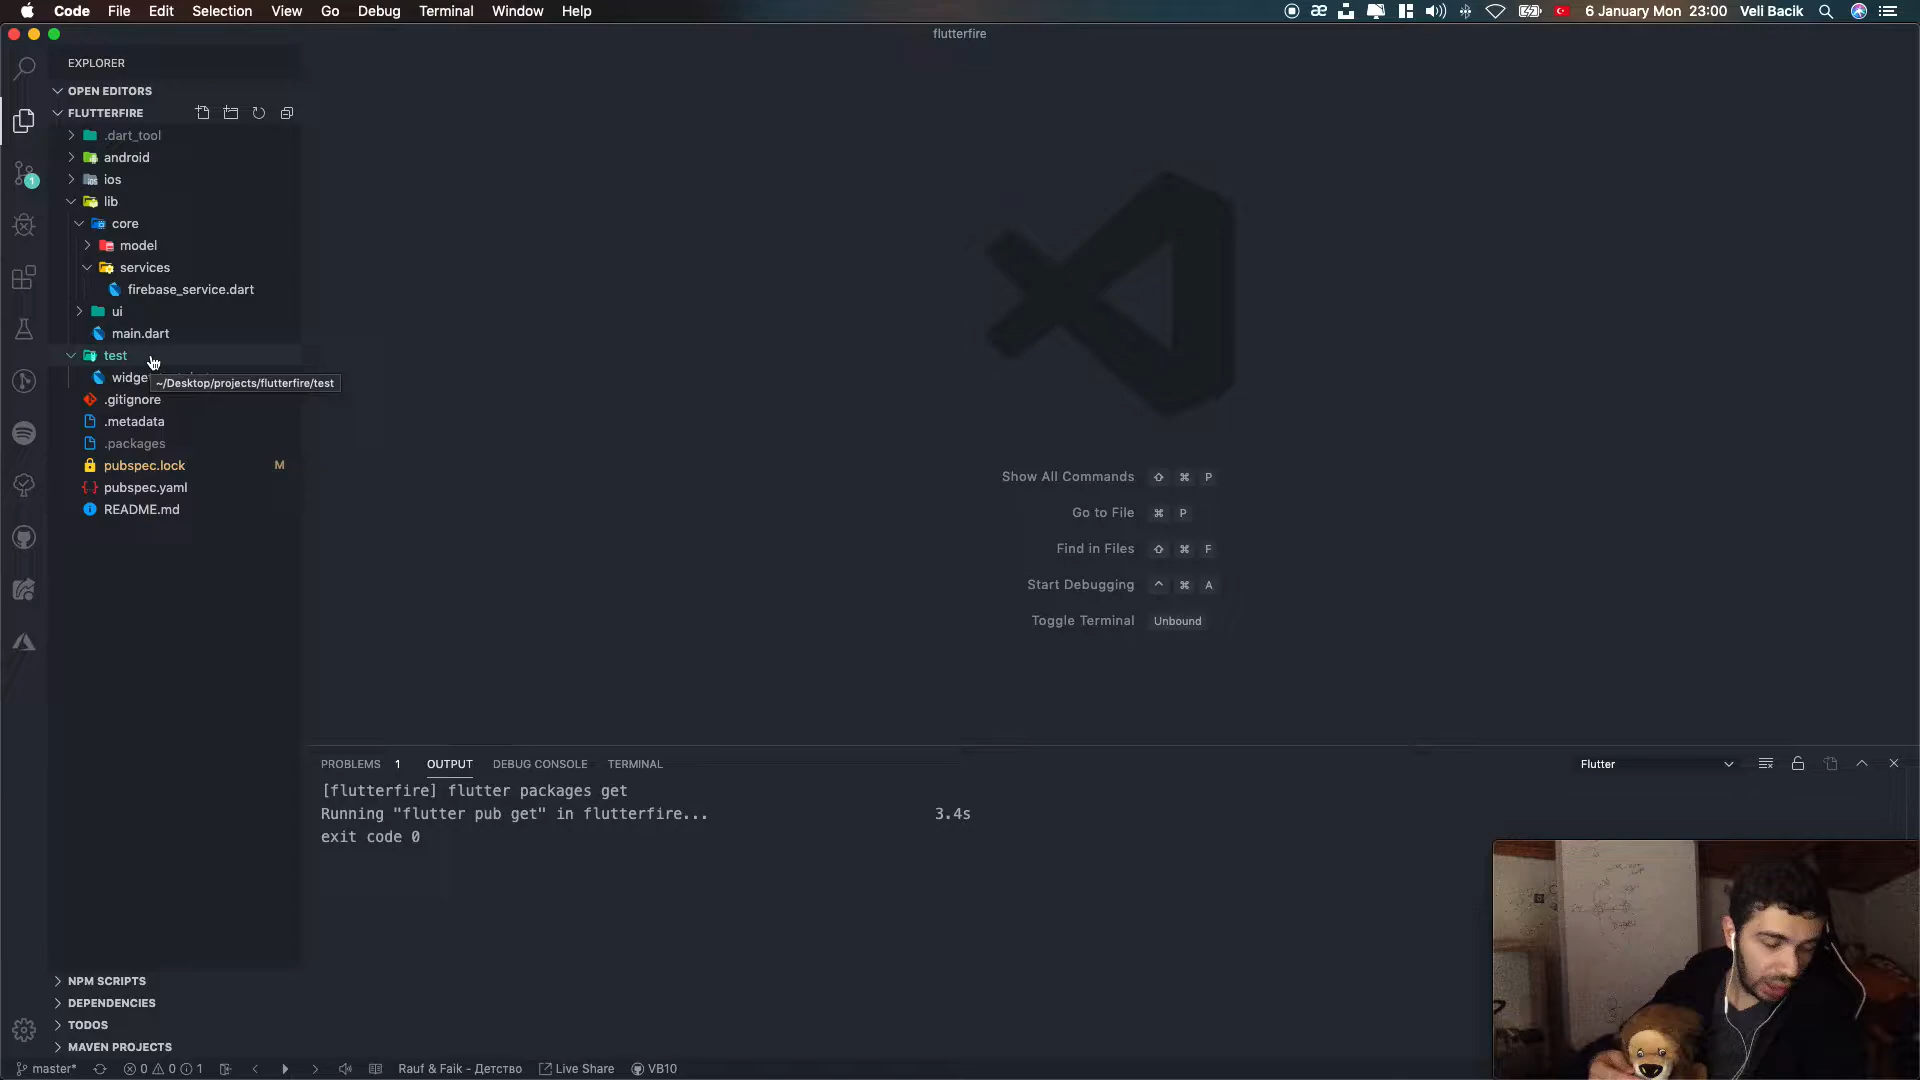 Code File Edit Selection View Go Debug Terminal Window Help
6 January Mon 23:00 Veli Bacik
flutterfire
EXPLORER
OPEN EDITORS
FLUTTERFIRE
.dart_tool
android
ios
lib
core
model
services
firebase_service.dart
ui
main.dart
test
~/Desktop/projects/flutterfire/test
.gitignore
.metadata
.packages
pubspec.lock M
pubspec.yaml
README.md
Show All Commands ⇧ ⌘ P
Go to File ⌘ P
Find in Files ⇧ ⌘ F
Start Debugging ^ ⌘ A
Toggle Terminal Unbound
PROBLEMS 1 OUTPUT DEBUG CONSOLE TERMINAL Flutter
[flutterfire] flutter packages get
Running "flutter pub get" in flutterfire... 3.4s
exit code 0
NPM SCRIPTS
DEPENDENCIES
TODOS
MAVEN PROJECTS
master* 0 0 1 Rauf & Faik - Детство Live Share VB10